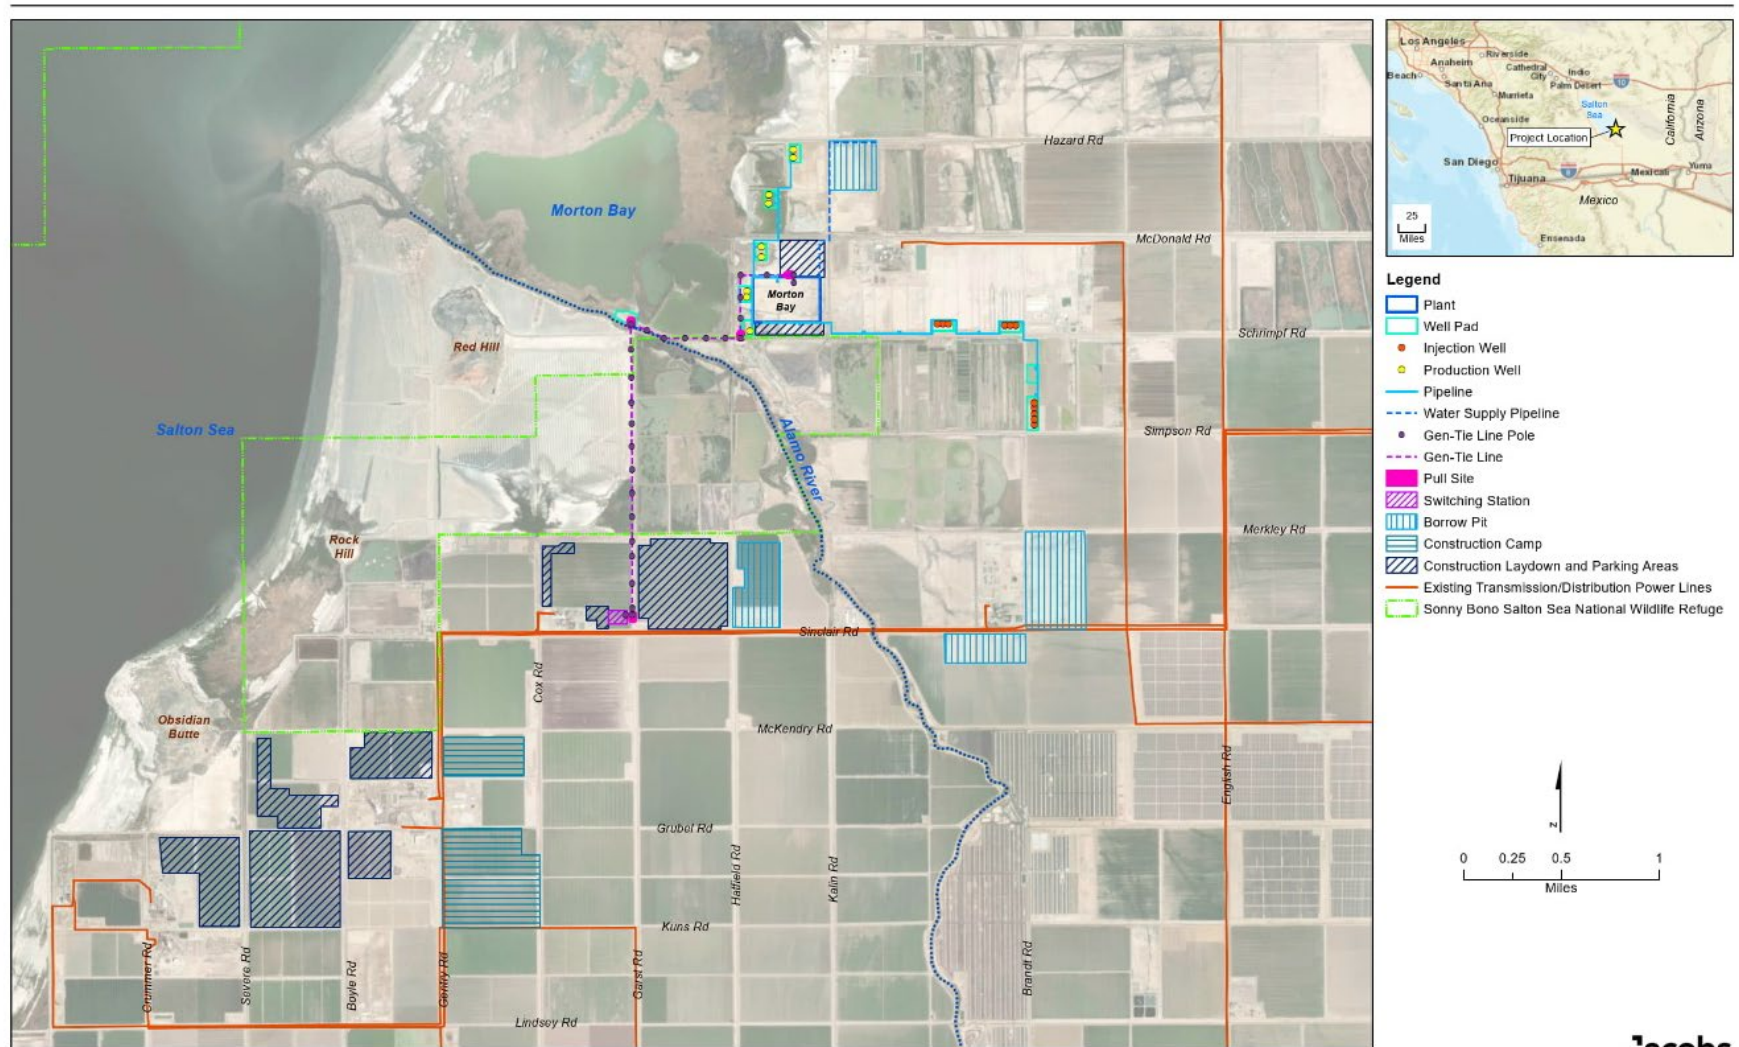 Hazard Rd
Morton Bay
McDonald Rd
Morton
Bay
Schrimpf Rd
Red Hill
Salton Sea
Simpson Rd
Alamo River
Merkley Rd
Rock
Hill
Sinclair Rd
Cox Rd
Obsidian
Butte
McKendry Rd
English Rd
Grubel Rd
Hatfield Rd
Kalin Rd
Kuns Rd
Crummer Rd
Severe Rd
Boyle Rd
Gentry Rd
Garst Rd
Brandt Rd
Lindsey Rd
Los Angeles
Riverside
Anaheim
Cathedral
City
Indio
Palm Desert
10
Beach
Santa Ana
Murrieta
Salton
Sea
Oceanside
Project Location
California
Arizona
San Diego
8
Tijuana
Mexicali
Yuma
Mexico
25
Miles
Ensenada
Legend
Plant
Well Pad
Injection Well
Production Well
Pipeline
Water Supply Pipeline
Gen-Tie Line Pole
Gen-Tie Line
Pull Site
Switching Station
Borrow Pit
Construction Camp
Construction Laydown and Parking Areas
Existing Transmission/Distribution Power Lines
Sonny Bono Salton Sea National Wildlife Refuge
N
0 0.25 0.5 1
Miles
Jacobs